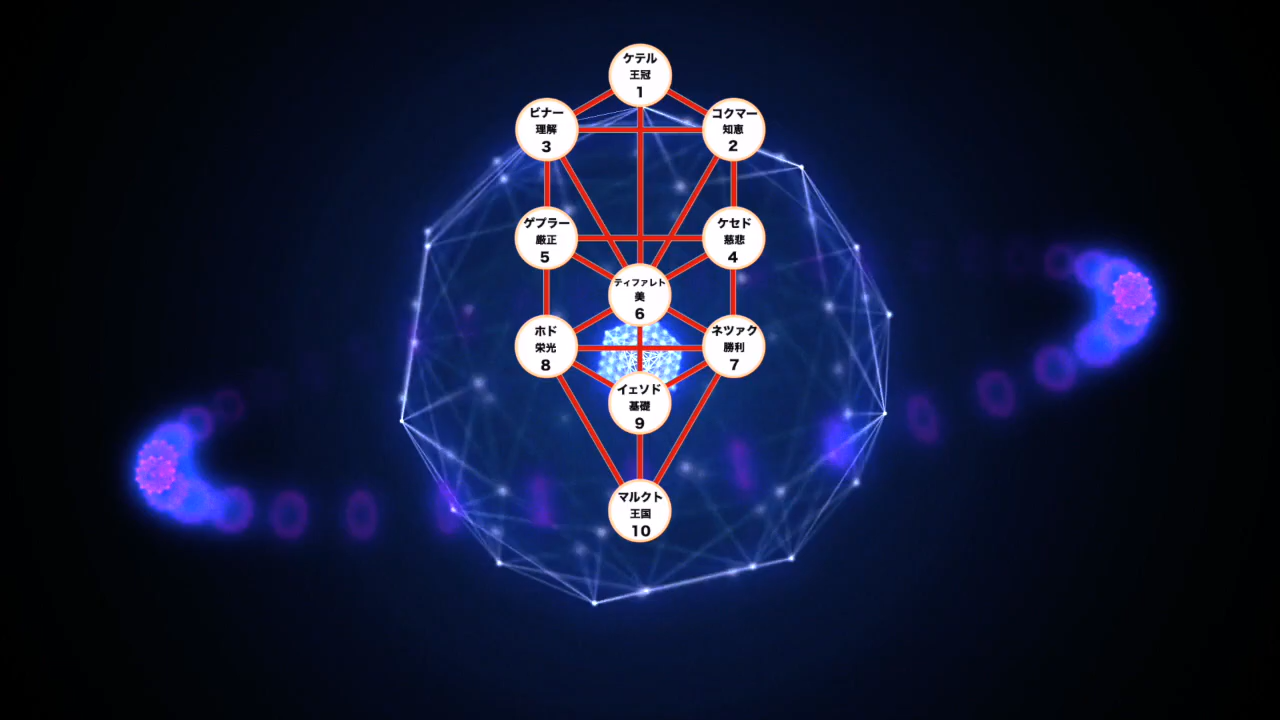 ケテル
王冠
1
ビナー
理解
3
コクマー
知恵
2
ゲブラー
厳正
5
ケセド
慈悲
4
ティファレト
美
6
ホド
栄光
8
ネツァク
勝利
7
イェソド
基礎
9
マルクト
王国
10